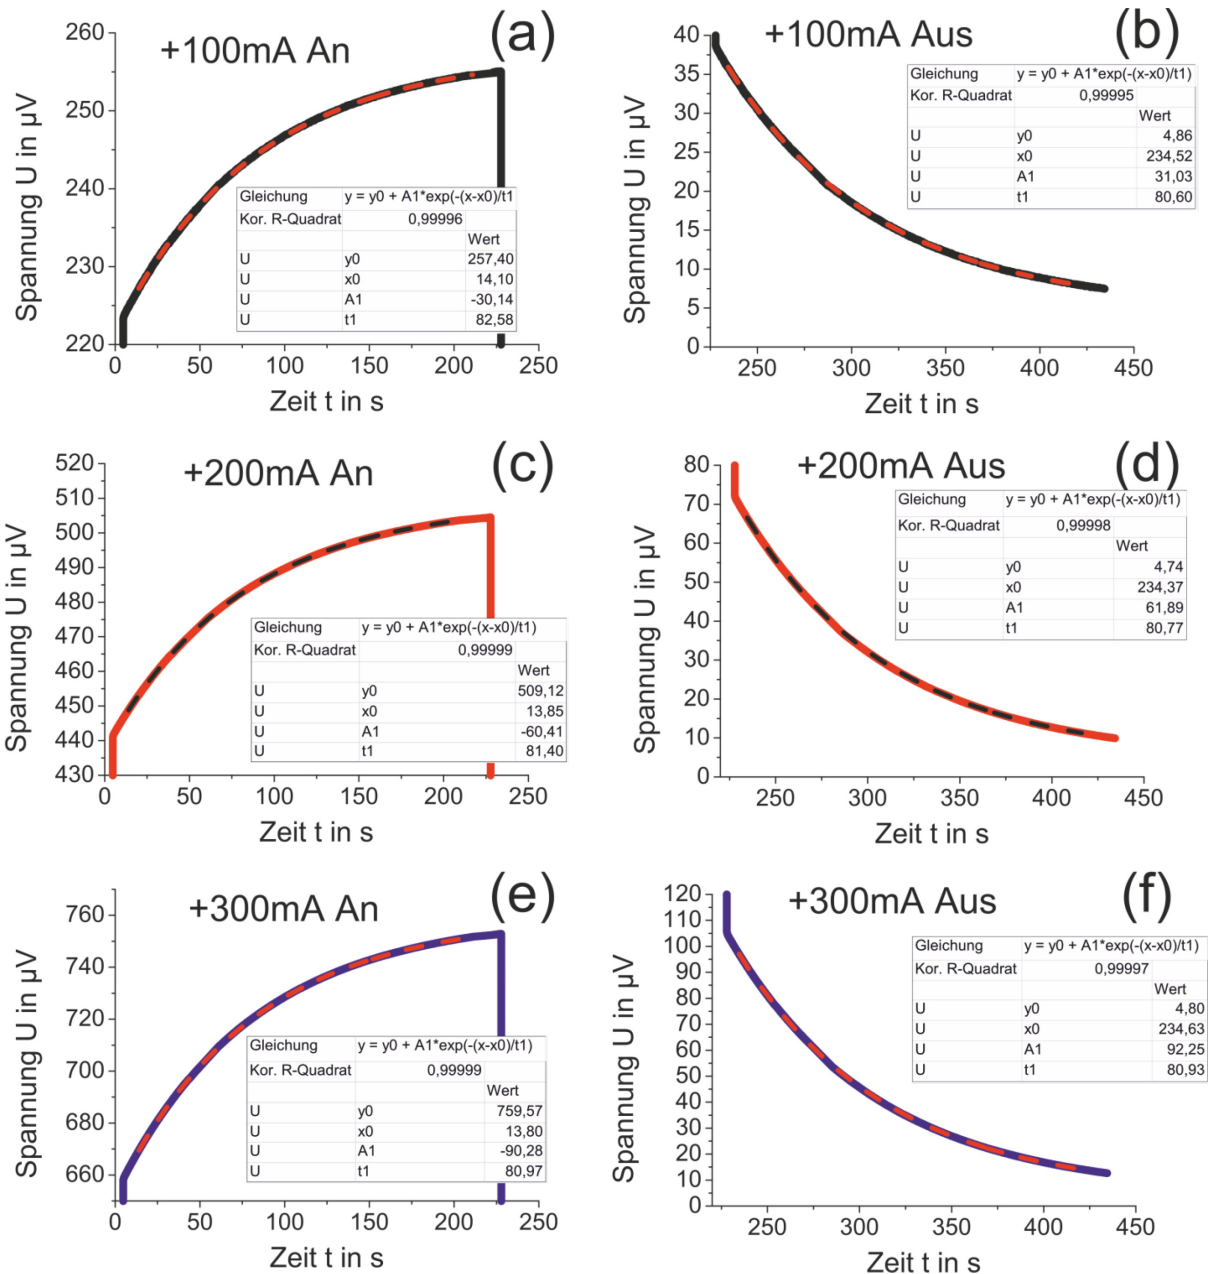 +100mA An
(a)
Spannung U in µV
260
250
240
230
220
0 50 100 150 200 250
Zeit t in s
Gleichung y = y0 + A1*exp(-(x-x0)/t1
Kor. R-Quadrat 0,99996
Wert
U y0 257,40
U x0 14,10
U A1 -30,14
U t1 82,58
+100mA Aus
(b)
Spannung U in µV
40
35
30
25
20
15
10
5
0
250 300 350 400 450
Zeit t in s
Gleichung y = y0 + A1*exp(-(x-x0)/t1)
Kor. R-Quadrat 0,99995
Wert
U y0 4,86
U x0 234,52
U A1 31,03
U t1 80,60
+200mA An
(c)
Spannung U in µV
520
510
500
490
480
470
460
450
440
430
0 50 100 150 200 250
Zeit t in s
Gleichung y = y0 + A1*exp(-(x-x0)/t1)
Kor. R-Quadrat 0,99999
Wert
U y0 509,12
U x0 13,85
U A1 -60,41
U t1 81,40
+200mA Aus
(d)
Spannung U in µV
80
70
60
50
40
30
20
10
0
250 300 350 400 450
Zeit t in s
Gleichung y = y0 + A1*exp(-(x-x0)/t1)
Kor. R-Quadrat 0,99998
Wert
U y0 4,74
U x0 234,37
U A1 61,89
U t1 80,77
+300mA An
(e)
Spannung U in µV
760
740
720
700
680
660
0 50 100 150 200 250
Zeit t in s
Gleichung y = y0 + A1*exp(-(x-x0)/t1)
Kor. R-Quadrat 0,99999
Wert
U y0 759,57
U x0 13,80
U A1 -90,28
U t1 80,97
+300mA Aus
(f)
Spannung U in µV
120
110
100
90
80
70
60
50
40
30
20
10
0
250 300 350 400 450
Zeit t in s
Gleichung y = y0 + A1*exp(-(x-x0)/t1)
Kor. R-Quadrat 0,99997
Wert
U y0 4,80
U x0 234,63
U A1 92,25
U t1 80,93